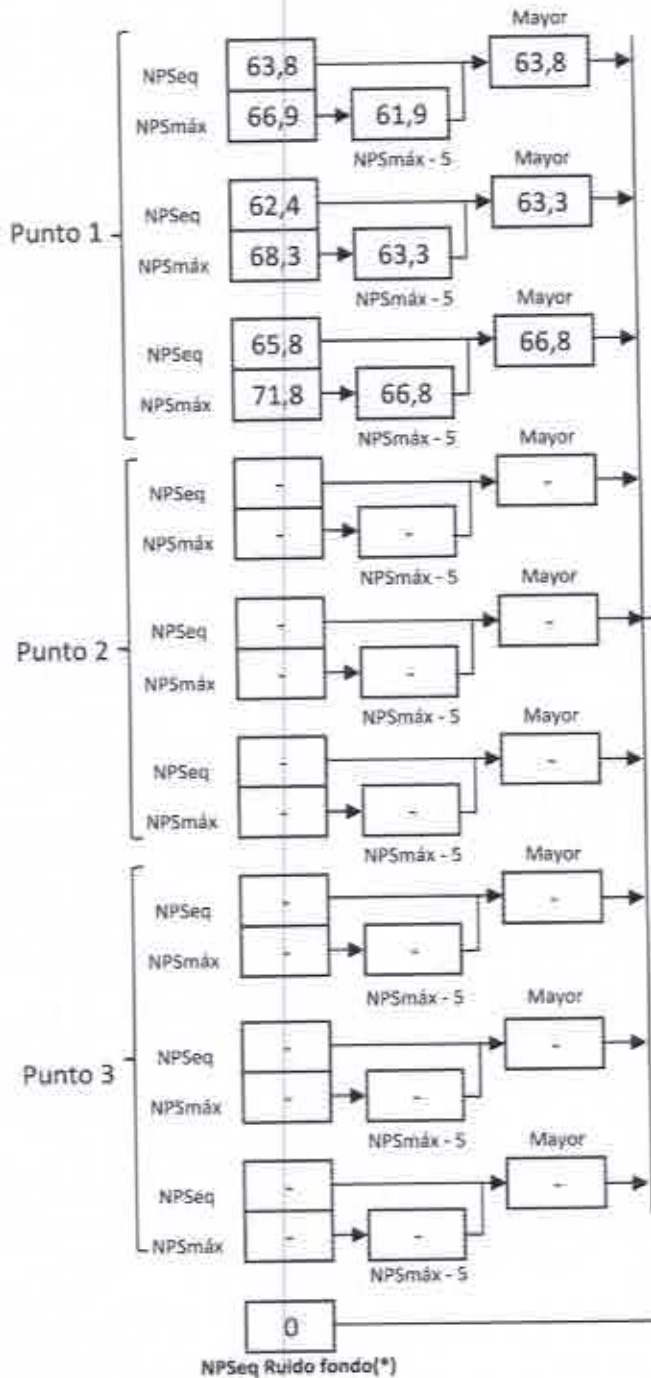 Mayor
NPSeq 63,8 63,8
NPSmáx 66,9 61,9
NPSmáx - 5 Mayor
NPSeq 62,4 63,3
Punto 1
NPSmáx 68,3 63,3
NPSmáx - 5 Mayor
NPSeq 65,8 66,8
NPSmáx 71,8 66,8
NPSmáx - 5 Mayor
NPSeq - -
NPSmáx - -
NPSmáx - 5 Mayor
NPSeq - -
Punto 2
NPSmáx - -
NPSmáx - 5 Mayor
NPSeq - -
NPSmáx - -
NPSmáx - 5 Mayor
NPSeq - -
NPSmáx - -
NPSmáx - 5 Mayor
NPSeq - -
Punto 3
NPSmáx - -
NPSmáx - 5 Mayor
NPSeq - -
NPSmáx - -
NPSmáx - 5
0
NPSeq Ruido fondo(*)